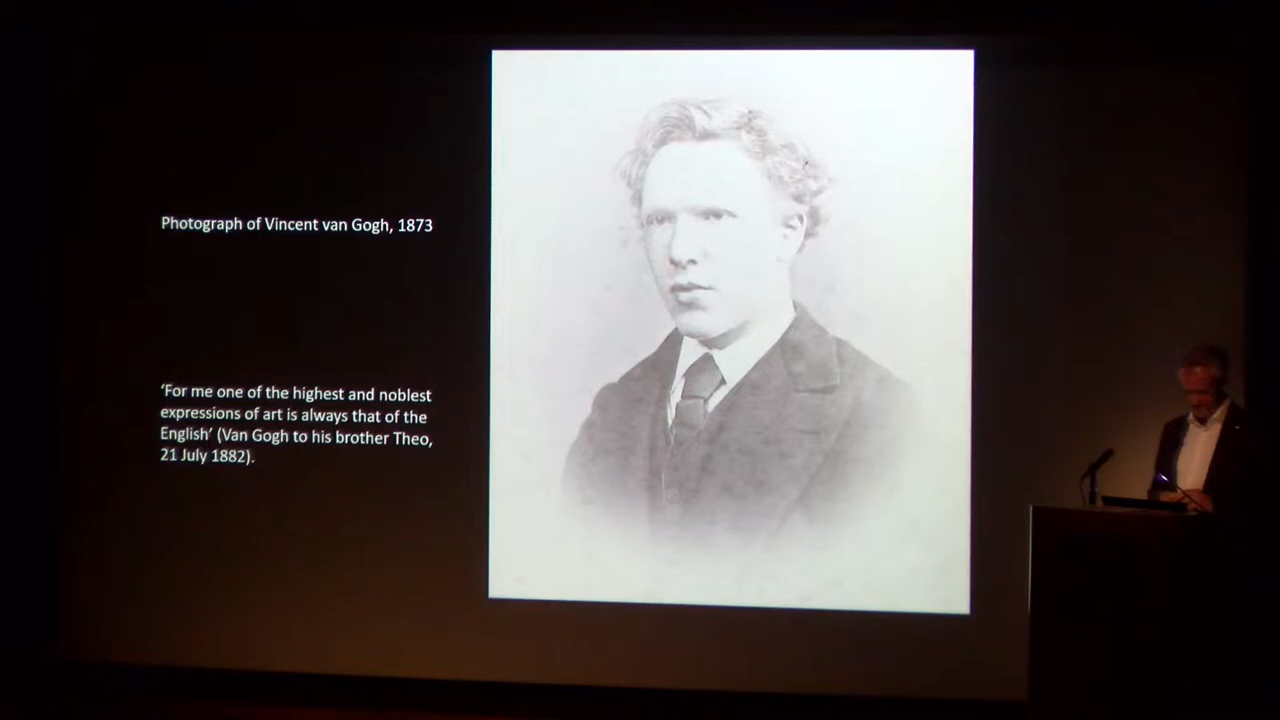 Photograph of Vincent van Gogh, 1873
‘For me one of the highest and noblest
expressions of art is always that of the
English’ (Van Gogh to his brother Theo,
21 July 1882).